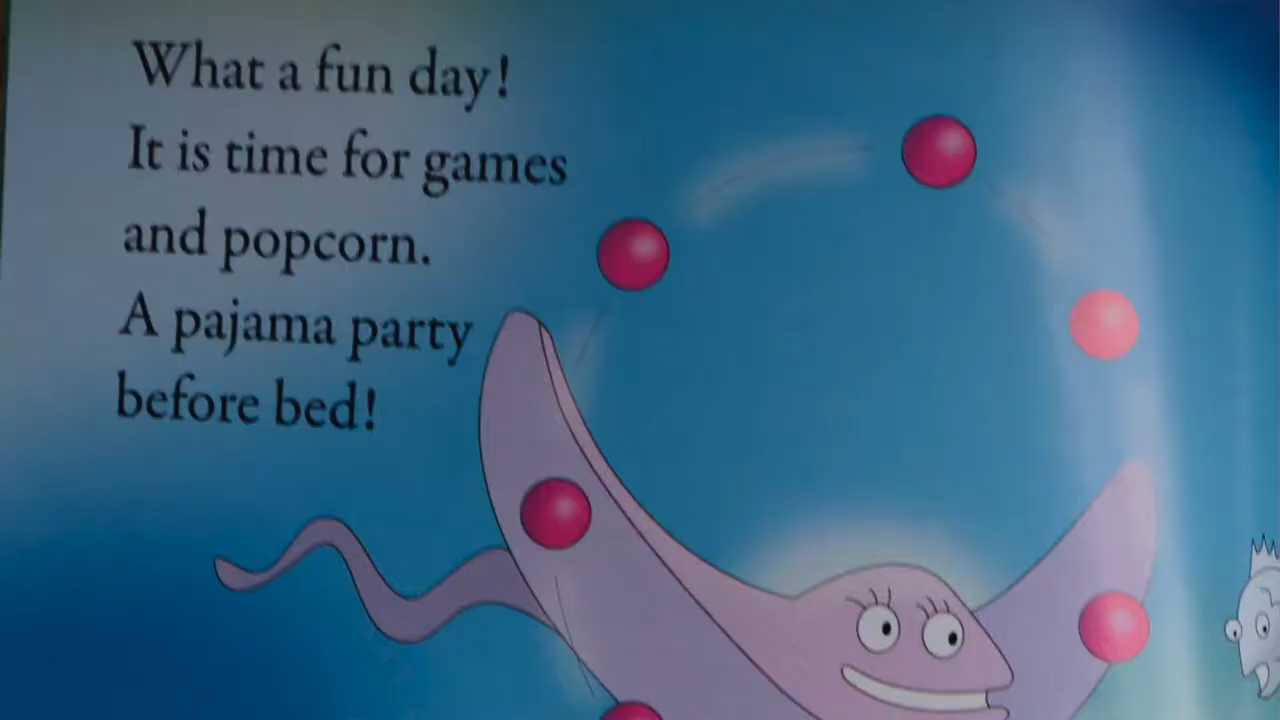 What a fun day!
It is time for games
and popcorn.
A pajama party
before bed!